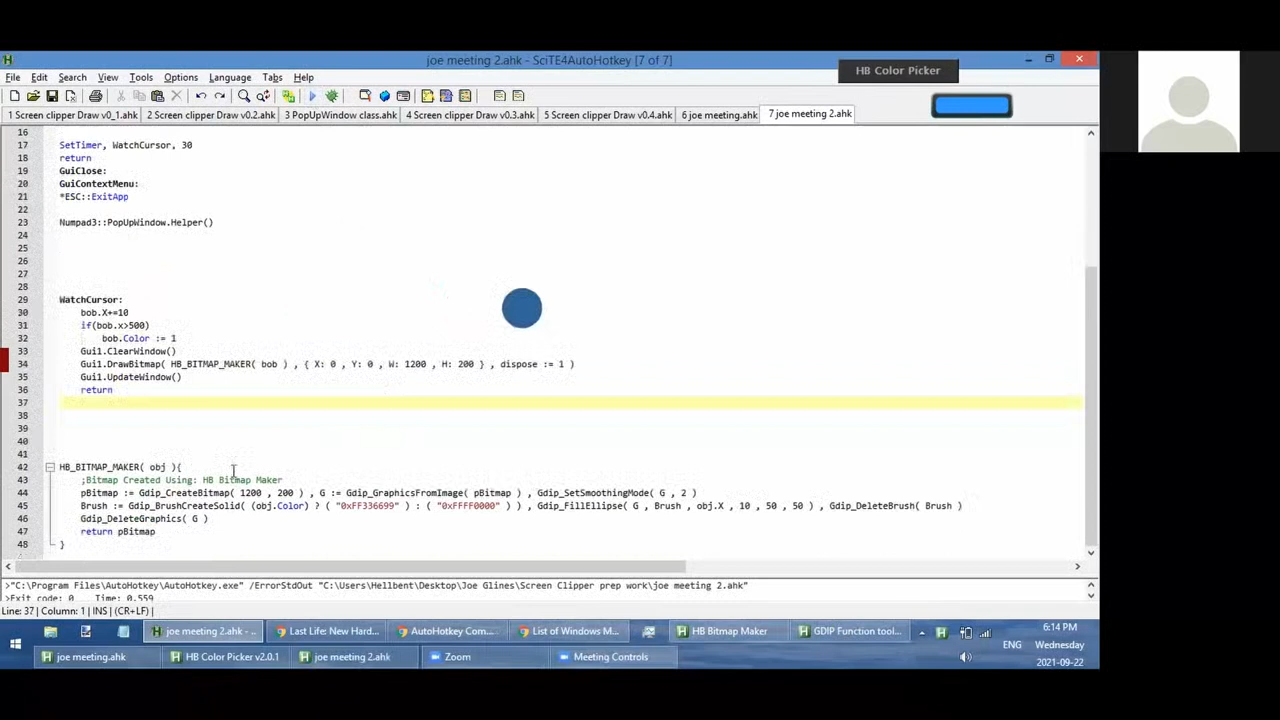 joe meeting 2.ahk - SciTE4AutoHotkey [7 of 7]
HB Color Picker
File Edit Search View Tools Options Language Tabs Help
1 Screen clipper Draw v0_1.ahk 2 Screen clipper Draw v0.2.ahk 3 PopUpWindow class.ahk 4 Screen clipper Draw v0.3.ahk 5 Screen clipper Draw v0.4.ahk 6 joe meeting.ahk 7 joe meeting 2.ahk
16
17 SetTimer, WatchCursor, 30
18 return
19 GuiClose:
20 GuiContextMenu:
21 *ESC::ExitApp
22
23 Numpad3::PopUpWindow.Helper()
24
25
26
27
28
29 WatchCursor:
30 bob.X+=10
31 if(bob.x>500)
32 bob.Color := 1
33 Gui1.ClearWindow()
34 Gui1.DrawBitmap( HB_BITMAP_MAKER( bob ) , { X: 0 , Y: 0 , W: 1200 , H: 200 } , dispose := 1 )
35 Gui1.UpdateWindow()
36 return
37
38
39
40
41
42 HB_BITMAP_MAKER( obj ){
43 ;Bitmap Created Using: HB Bitmap Maker
44 pBitmap := Gdip_CreateBitmap( 1200 , 200 ) , G := Gdip_GraphicsFromImage( pBitmap ) , Gdip_SetSmoothingMode( G , 2 )
45 Brush := Gdip_BrushCreateSolid( (obj.Color) ? ( "0xFF336699" ) : ( "0xFFFF0000" ) ) , Gdip_FillEllipse( G , Brush , obj.X , 10 , 50 , 50 ) , Gdip_DeleteBrush( Brush )
46 Gdip_DeleteGraphics( G )
47 return pBitmap
48 }
>"C:\Program Files\AutoHotkey\AutoHotkey.exe" /ErrorStdOut "C:\Users\Hellbent\Desktop\Joe Glines\Screen Clipper prep work\joe meeting 2.ahk"
>Exit code: 0 Time: 0.559
Line: 37 | Column: 1 | INS | (CR+LF) |
joe meeting 2.ahk - ... Last Life: New Hard... AutoHotkey Com... List of Windows M... HB Bitmap Maker GDIP Function tool... 6:14 PM
ENG Wednesday
joe meeting.ahk HB Color Picker v2.0.1 joe meeting 2.ahk Zoom Meeting Controls 2021-09-22